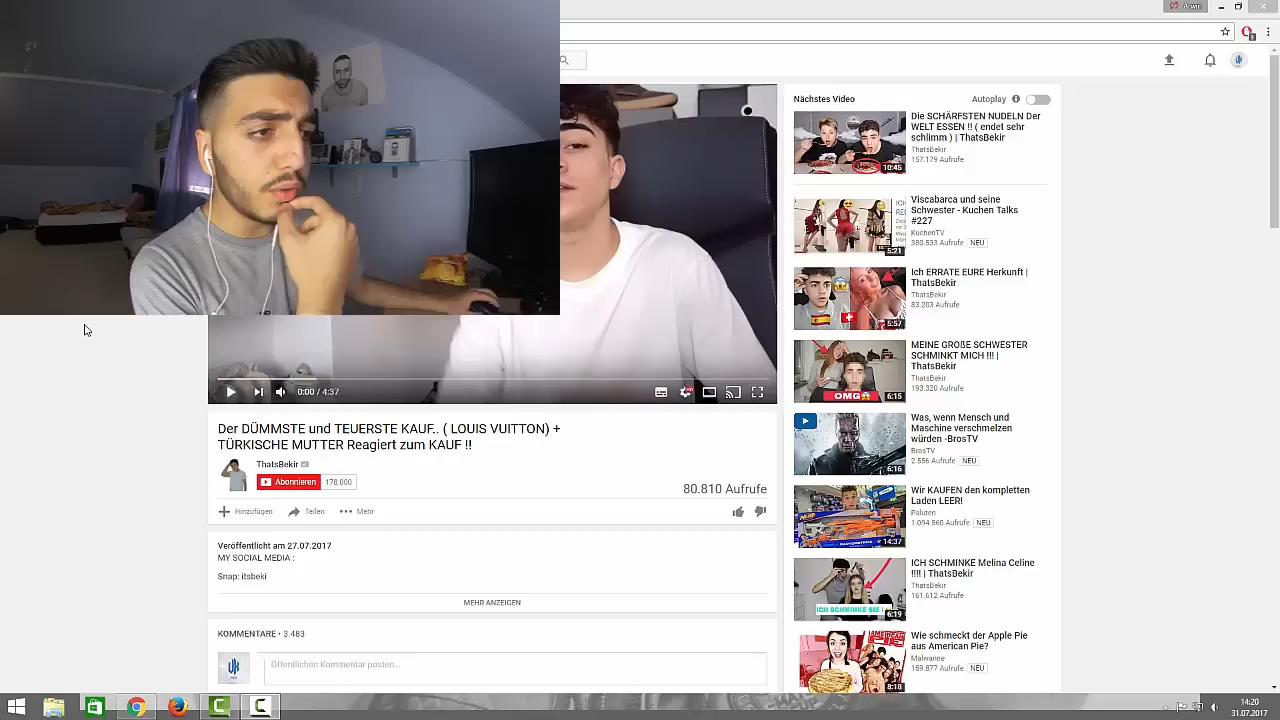 Arwin
Nächstes Video
Autoplay
Die SCHÄRFSTEN NUDELN Der
WELT ESSEN !! ( endet sehr
schlimm ) | ThatsBekir
ThatsBekir
157.179 Aufrufe
10:45
Viscabarca und seine
Schwester - Kuchen Talks
#227
KuchenTV
380.533 Aufrufe NEU
5:21
Ich ERRATE EURE Herkunft |
ThatsBekir
ThatsBekir
83.203 Aufrufe
5:57
MEINE GROßE SCHWESTER
SCHMINKT MICH !!! |
ThatsBekir
ThatsBekir
193.320 Aufrufe
OMG
6:15
Was, wenn Mensch und
Maschine verschmelzen
würden -BrosTV
BrosTV
2.556 Aufrufe NEU
6:16
Wir KAUFEN den kompletten
Laden LEER!
Paluten
1.094.560 Aufrufe NEU
14:37
ICH SCHMINKE Melina Celine
!!!! | ThatsBekir
ThatsBekir
161.612 Aufrufe
ICH SCHMINKE SIE
6:19
Wie schmeckt der Apple Pie
aus American Pie?
Malwanne
159.877 Aufrufe NEU
8:18
0:00 / 4:37
Der DÜMMSTE und TEUERSTE KAUF.. ( LOUIS VUITTON) +
TÜRKISCHE MUTTER Reagiert zum KAUF !!
ThatsBekir
Abonnieren 178.000
80.810 Aufrufe
Hinzufügen Teilen Mehr
Veröffentlicht am 27.07.2017
MY SOCIAL MEDIA :
Snap: itsbeki
MEHR ANZEIGEN
KOMMENTARE • 3.483
Öffentlichen Kommentar posten...
14:20
31.07.2017